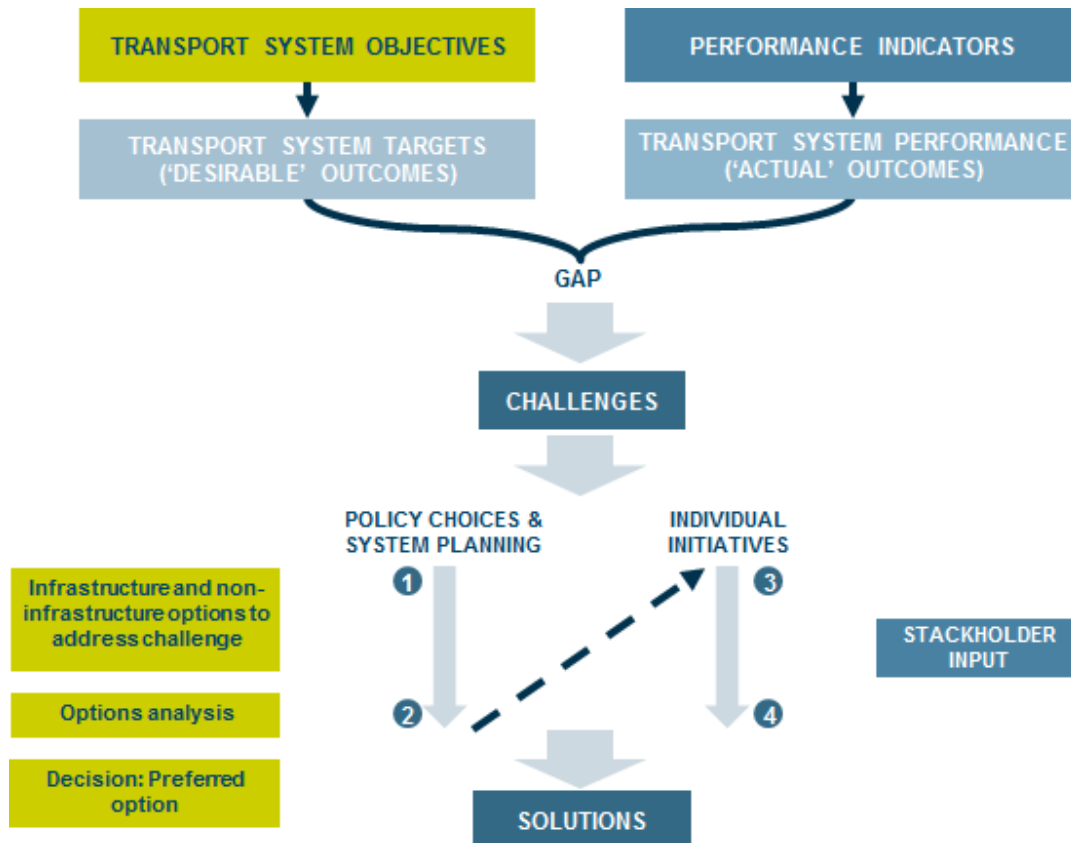 TRANSPORT SYSTEM OBJECTIVES
PERFORMANCE INDICATORS
TRANSPORT SYSTEM TARGETS
('DESIRABLE' OUTCOMES)
TRANSPORT SYSTEM PERFORMANCE
('ACTUAL' OUTCOMES)
GAP
CHALLENGES
POLICY CHOICES &
SYSTEM PLANNING
INDIVIDUAL
INITIATIVES
1
3
Infrastructure and non-
infrastructure options to
address challenge
STACKHOLDER
INPUT
2
4
Options analysis
Decision: Preferred
option
SOLUTIONS